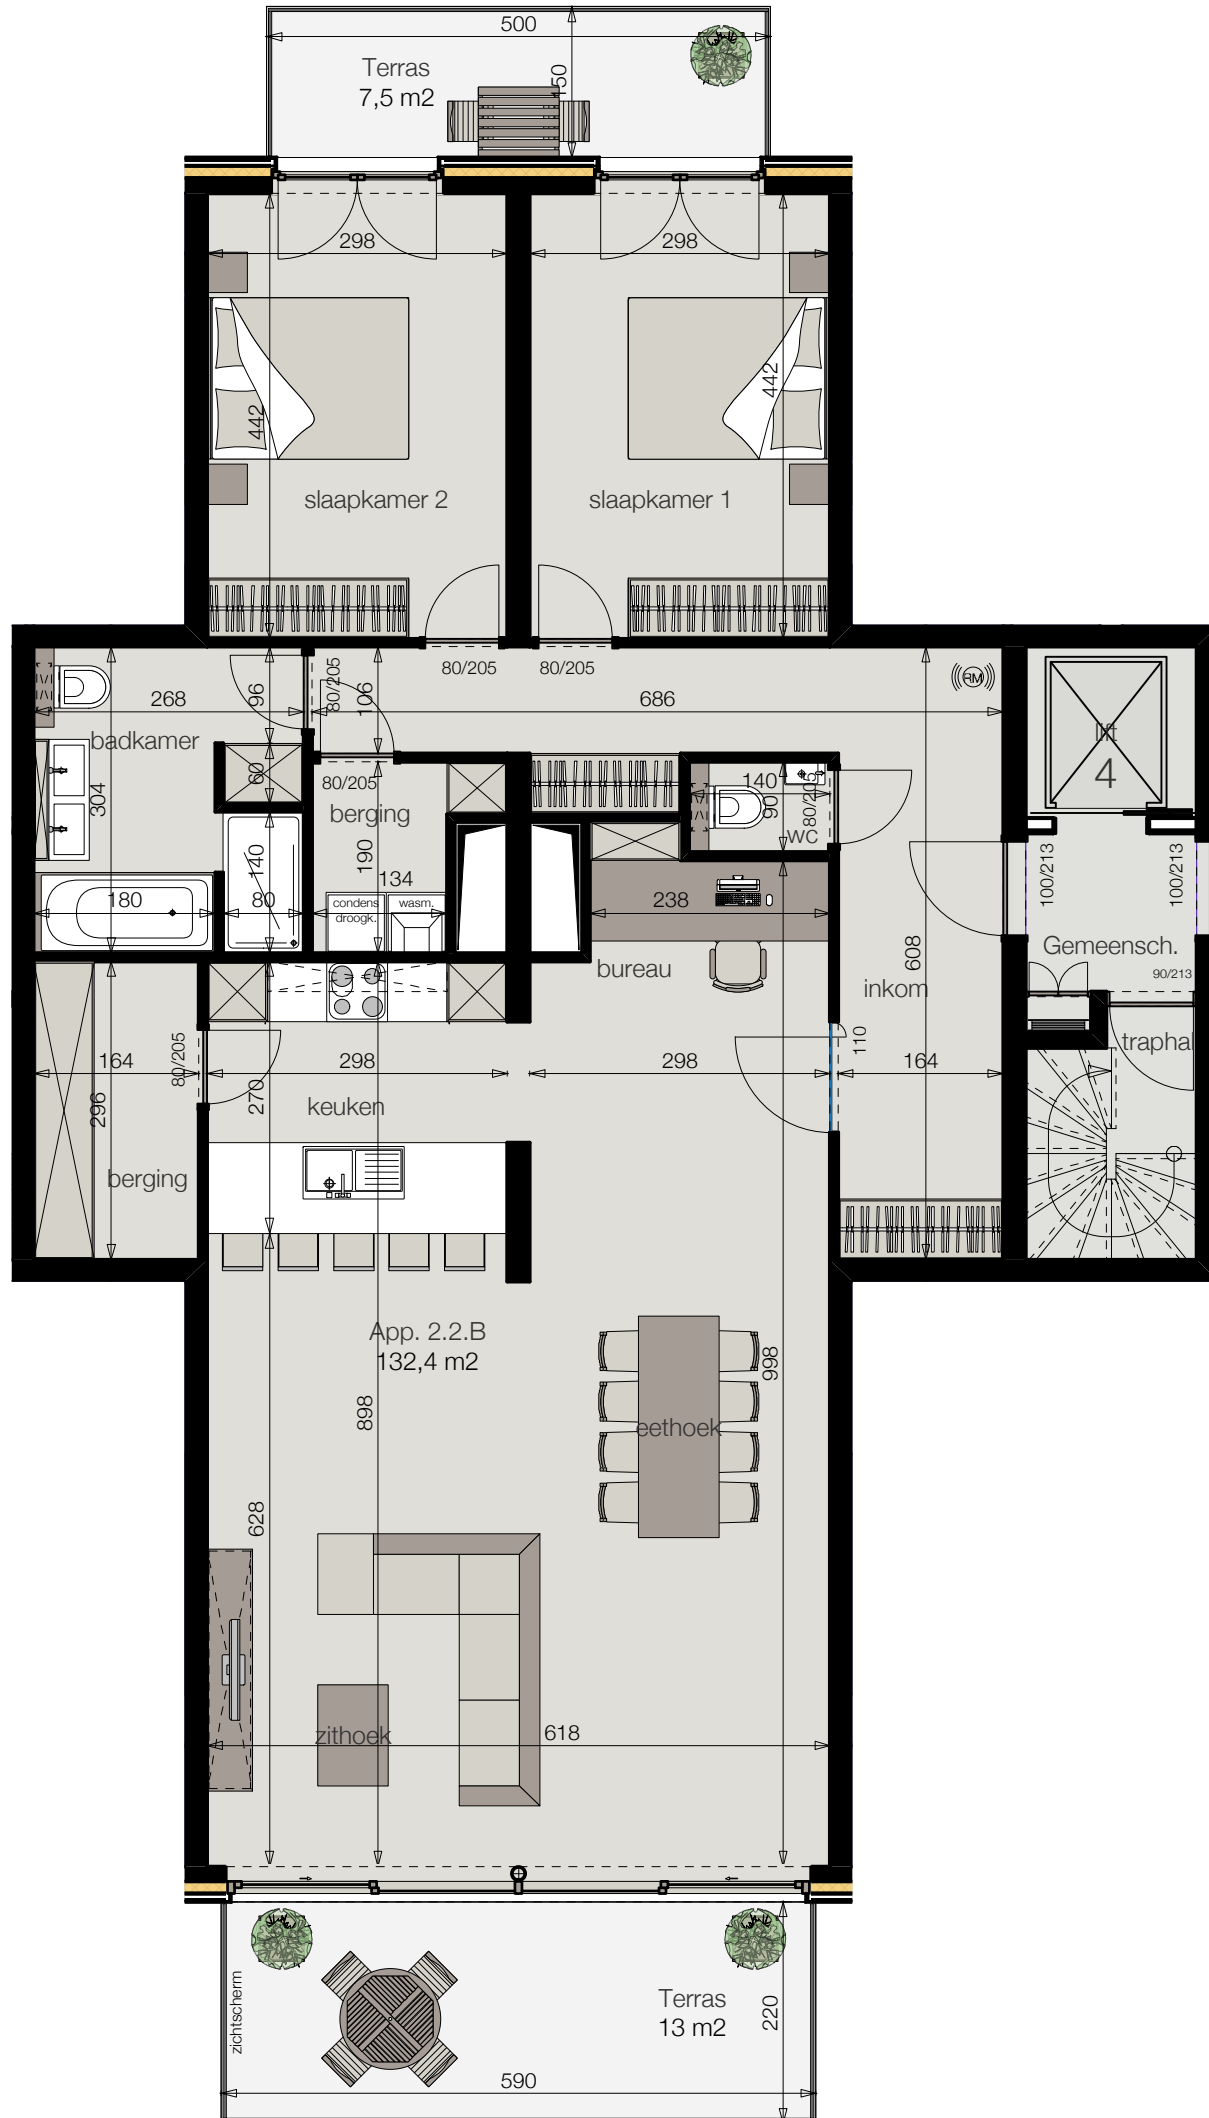 500
150
Terras
7,5 m2
298
298
442
442
slaapkamer 2
slaapkamer 1
80/205
80/205
80/205
106
96
268
686
RM
badkamer
lift
4
60
304
80/205
berging
190
140
90
80/205
WC
140
134
180
80
condens
droogk.
wasm.
238
100/213
100/213
Gemeensch.
90/213
bureau
608
inkom
traphal
110
80/205
164
296
298
270
298
164
keuken
berging
App. 2.2.B
132,4 m2
998
898
eethoek
628
zithoek
618
zichtscherm
Terras
13 m2
220
590